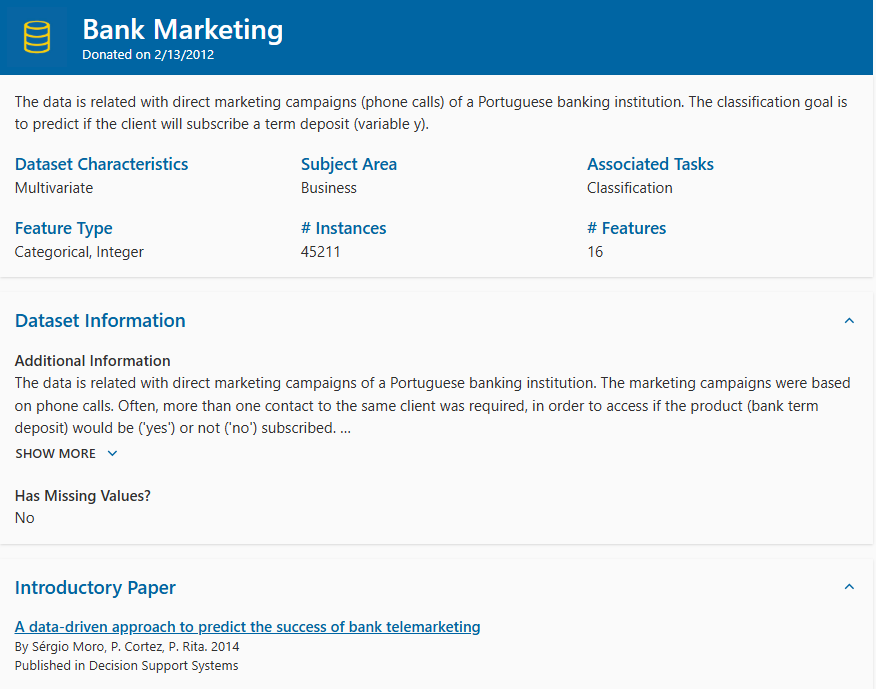 Bank Marketing
Donated on 2/13/2012
The data is related with direct marketing campaigns (phone calls) of a Portuguese banking institution. The classification goal is
to predict if the client will subscribe a term deposit (variable y).
Dataset Characteristics
Multivariate
Subject Area
Business
Associated Tasks
Classification
Feature Type
Categorical, Integer
# Instances
45211
# Features
16
Dataset Information
Additional Information
The data is related with direct marketing campaigns of a Portuguese banking institution. The marketing campaigns were based
on phone calls. Often, more than one contact to the same client was required, in order to access if the product (bank term
deposit) would be ('yes') or not ('no') subscribed. ...
SHOW MORE
Has Missing Values?
No
Introductory Paper
A data-driven approach to predict the success of bank telemarketing
By Sérgio Moro, P. Cortez, P. Rita. 2014
Published in Decision Support Systems